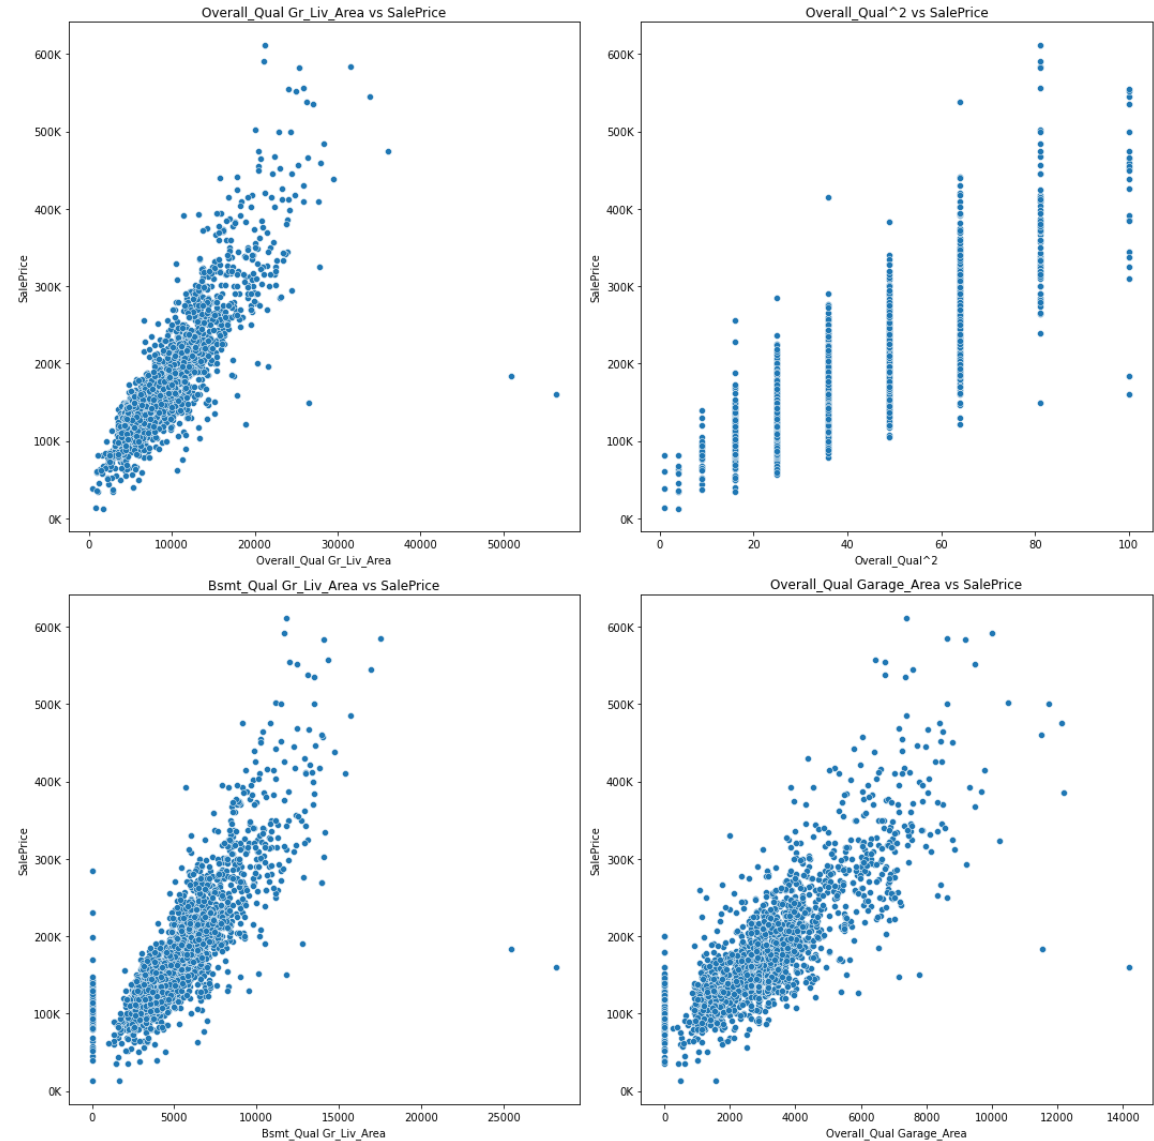 Overall_Qual Gr_Liv_Area vs SalePrice
600K
500K
400K
300K
200K
100K
0K
SalePrice
0 10000 20000 30000 40000 50000
Overall_Qual Gr_Liv_Area
Overall_Qual^2 vs SalePrice
600K
500K
400K
300K
200K
100K
0K
SalePrice
0 20 40 60 80 100
Overall_Qual^2
Bsmt_Qual Gr_Liv_Area vs SalePrice
600K
500K
400K
300K
200K
100K
0K
SalePrice
0 5000 10000 15000 20000 25000
Bsmt_Qual Gr_Liv_Area
Overall_Qual Garage_Area vs SalePrice
600K
500K
400K
300K
200K
100K
0K
SalePrice
0 2000 4000 6000 8000 10000 12000 14000
Overall_Qual Garage_Area